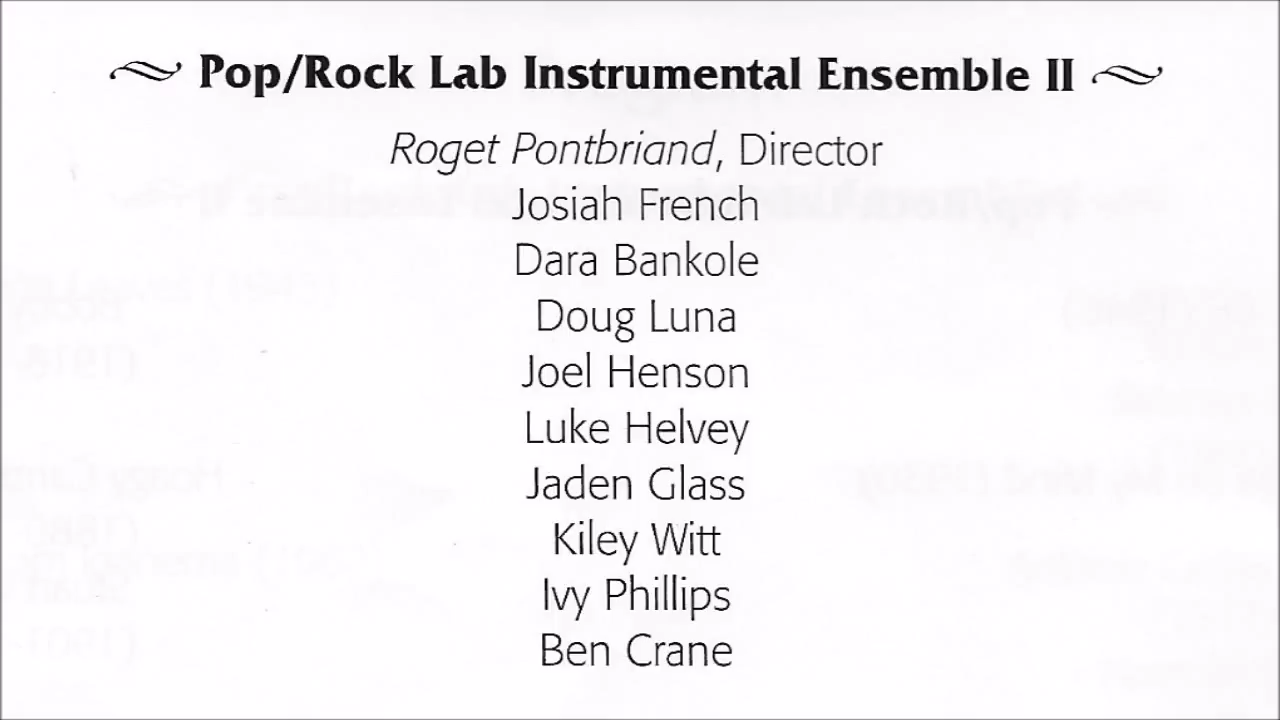 Pop/Rock Lab Instrumental Ensemble II
Roget Pontbriand, Director
Josiah French
Dara Bankole
Doug Luna
Joel Henson
Luke Helvey
Jaden Glass
Kiley Witt
Ivy Phillips
Ben Crane